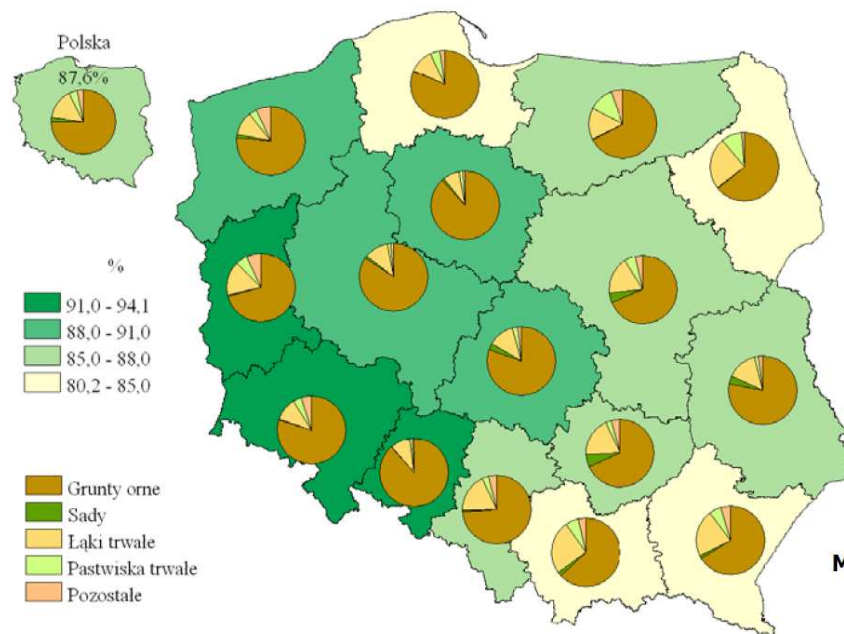 Polska
87,6%
%
91,0 - 94,1
88,0 - 91,0
85,0 - 88,0
80,2 - 85,0
Grunty orne
Sady
Łąki trwałe
Pastwiska trwałe
Pozostałe
M